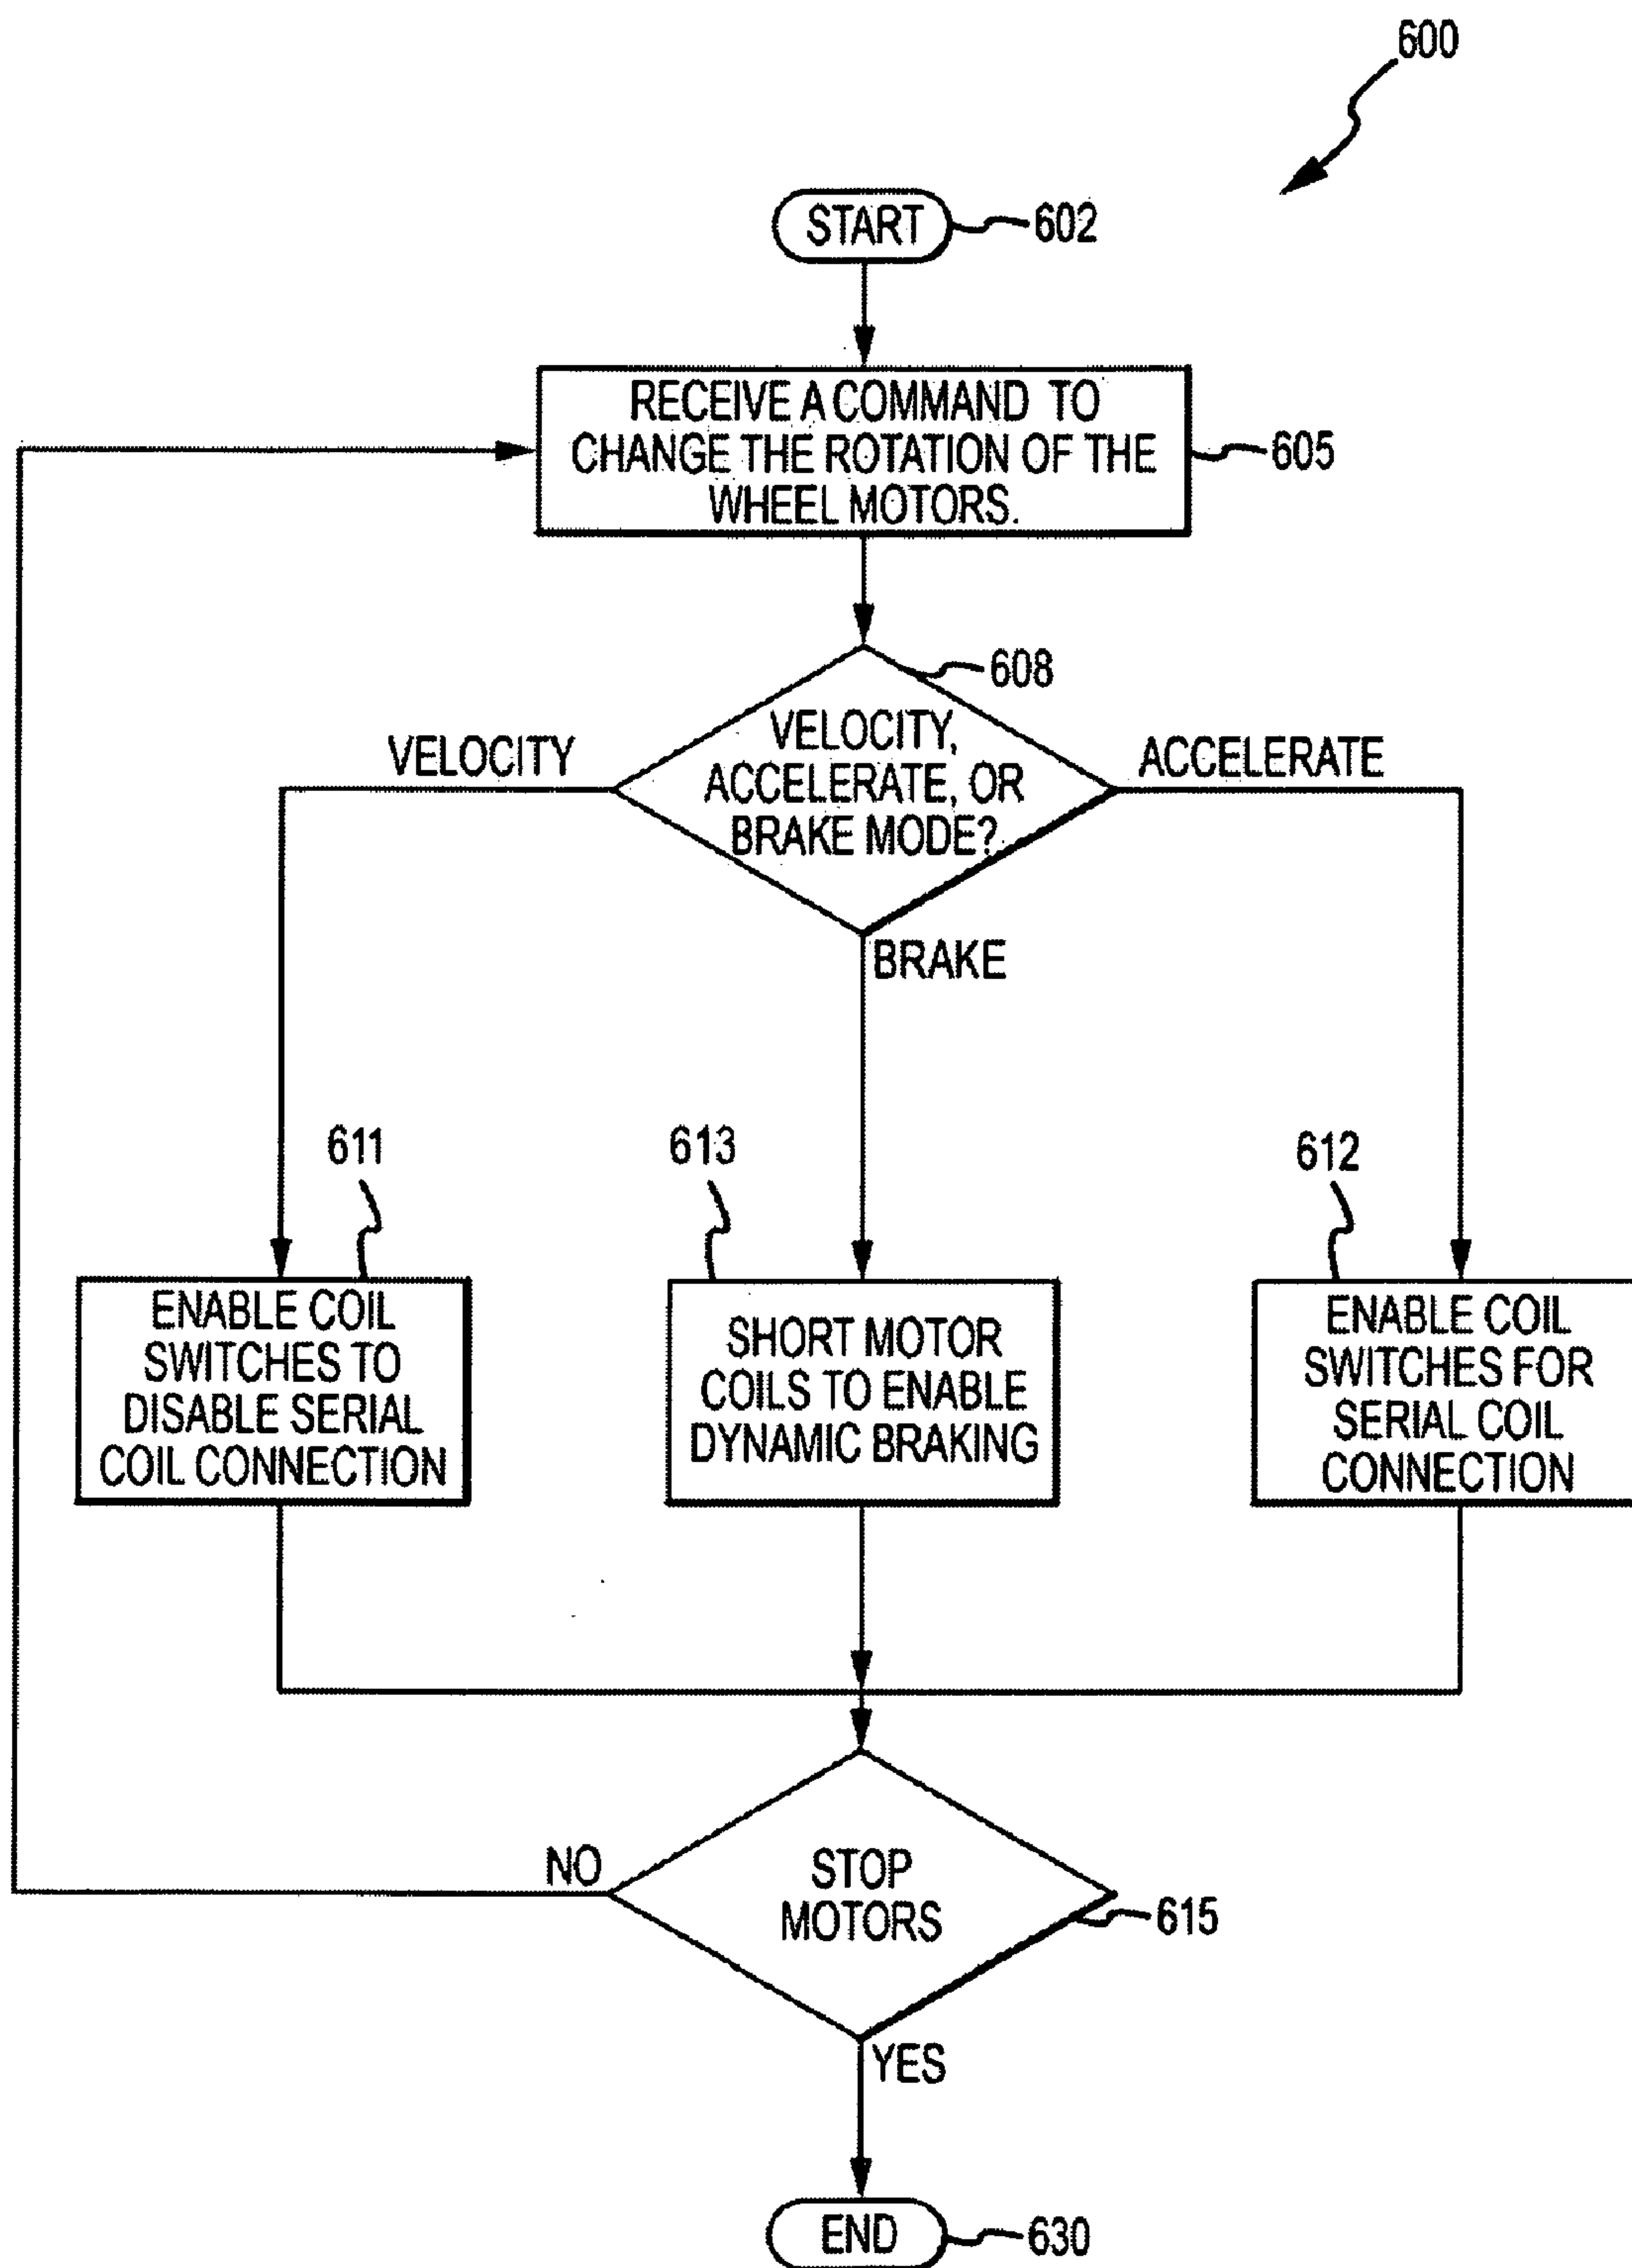 600
START
602
RECEIVE A COMMAND TO
CHANGE THE ROTATION OF THE
WHEEL MOTORS.
605
608
VELOCITY,
ACCELERATE, OR
BRAKE MODE?
VELOCITY
ACCELERATE
BRAKE
611
613
612
ENABLE COIL
SWITCHES TO
DISABLE SERIAL
COIL CONNECTION
SHORT MOTOR
COILS TO ENABLE
DYNAMIC BRAKING
ENABLE COIL
SWITCHES FOR
SERIAL COIL
CONNECTION
NO
STOP
MOTORS
615
YES
END
630